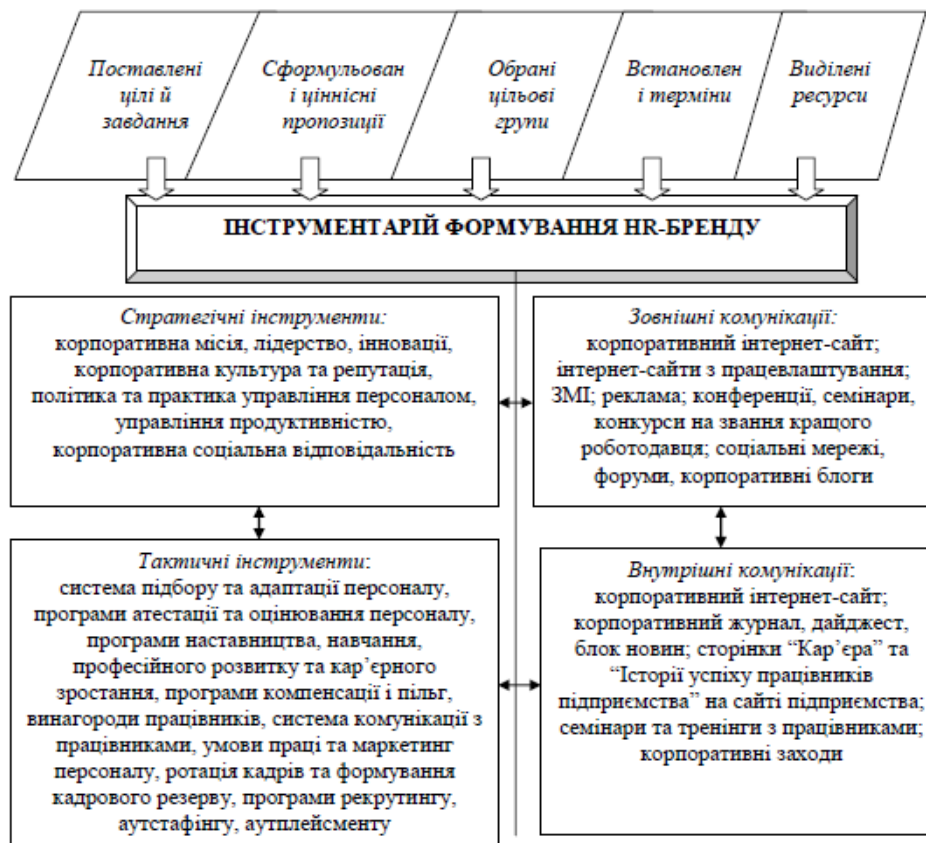 Поставлені
цілі й
завдання
Сформульован
і ціннісні
пропозиції
Обрані
цільові
групи
Встановлен
і терміни
Виділені
ресурси
ІНСТРУМЕНТАРІЙ ФОРМУВАННЯ HR-БРЕНДУ
Стратегічні інструменти:
корпоративна місія, лідерство, інновації,
корпоративна культура та репутація,
політика та практика управління персоналом,
управління продуктивністю,
корпоративна соціальна відповідальність
Зовнішні комунікації:
корпоративний інтернет-сайт;
інтернет-сайти з працевлаштування;
ЗМІ; реклама; конференції, семінари,
конкурси на звання кращого
роботодавця; соціальні мережі,
форуми, корпоративні блоги
Тактичні інструменти:
система підбору та адаптації персоналу,
програми атестації та оцінювання персоналу,
програми наставництва, навчання,
професійного розвитку та кар’єрного
зростання, програми компенсації і пільг,
винагороди працівників, система комунікації з
працівниками, умови праці та маркетинг
персоналу, ротація кадрів та формування
кадрового резерву, програми рекрутингу,
аутстафінгу, аутплейсменту
Внутрішні комунікації:
корпоративний інтернет-сайт;
корпоративний журнал, дайджест,
блок новин; сторінки “Кар’єра” та
“Історії успіху працівників
підприємства” на сайті підприємства;
семінари та тренінги з працівниками;
корпоративні заходи